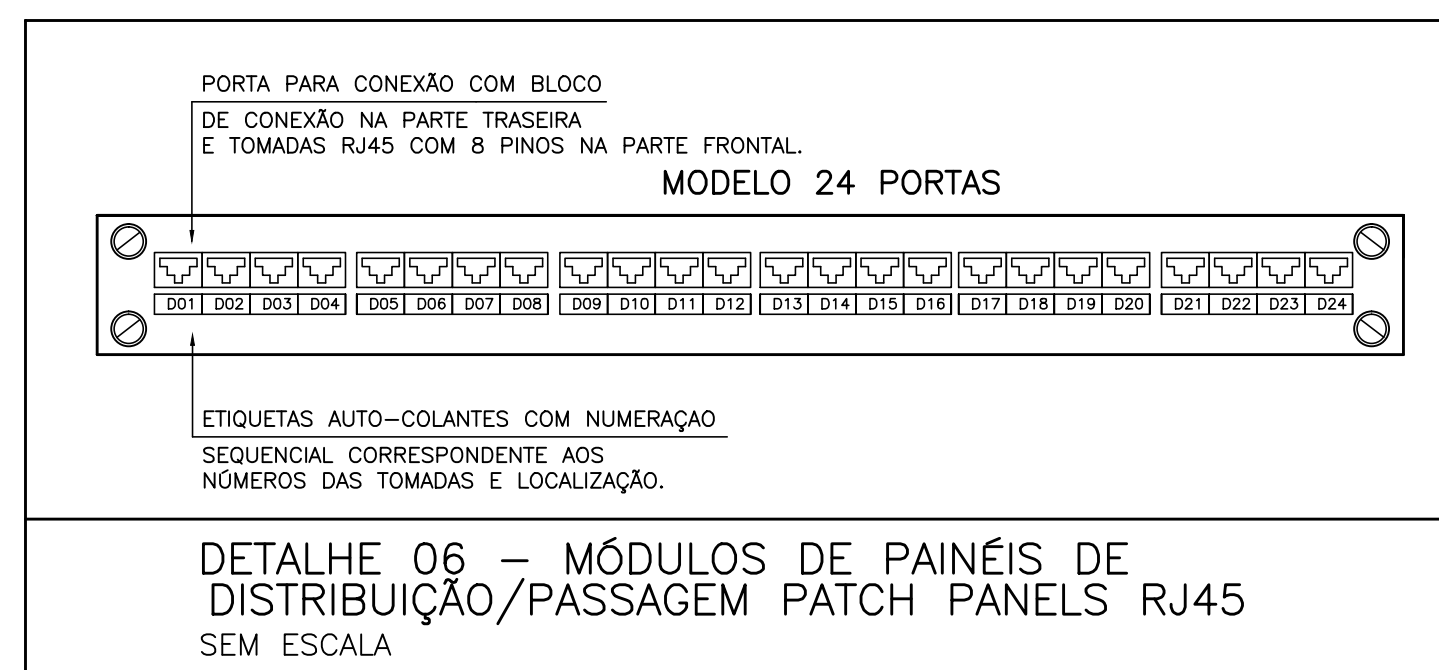 PORTA PARA CONEXÃO COM BLOCO
DE CONEXÃO NA PARTE TRASEIRA
E TOMADAS RJ45 COM 8 PINOS NA PARTE FRONTAL.
MODELO 24 PORTAS
D01 D02 D03 D04 D05 D06 D07 D08 D09 D10 D11 D12 D13 D14 D15 D16 D17 D18 D19 D20 D21 D22 D23 D24
ETIQUETAS AUTO-COLANTES COM NUMERAÇAO
SEQUENCIAL CORRESPONDENTE AOS
NÚMEROS DAS TOMADAS E LOCALIZAÇÃO.
DETALHE 06 - MÓDULOS DE PAINÉIS DE
DISTRIBUIÇÃO/PASSAGEM PATCH PANELS RJ45
SEM ESCALA